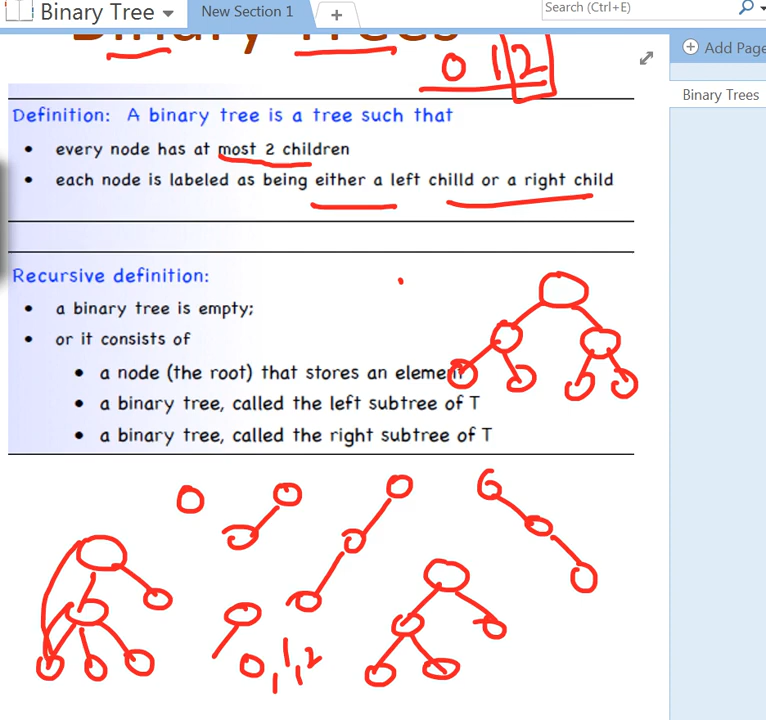 Binary Tree
New Section 1
+
Search (Ctrl+E)
Add Page
Binary Trees
Binary Trees
0 1 2
Definition: A binary tree is a tree such that
• every node has at most 2 children
• each node is labeled as being either a left chilld or a right child
Recursive definition:
• a binary tree is empty;
• or it consists of
• a node (the root) that stores an element
• a binary tree, called the left subtree of T
• a binary tree, called the right subtree of T
0, 1, 2